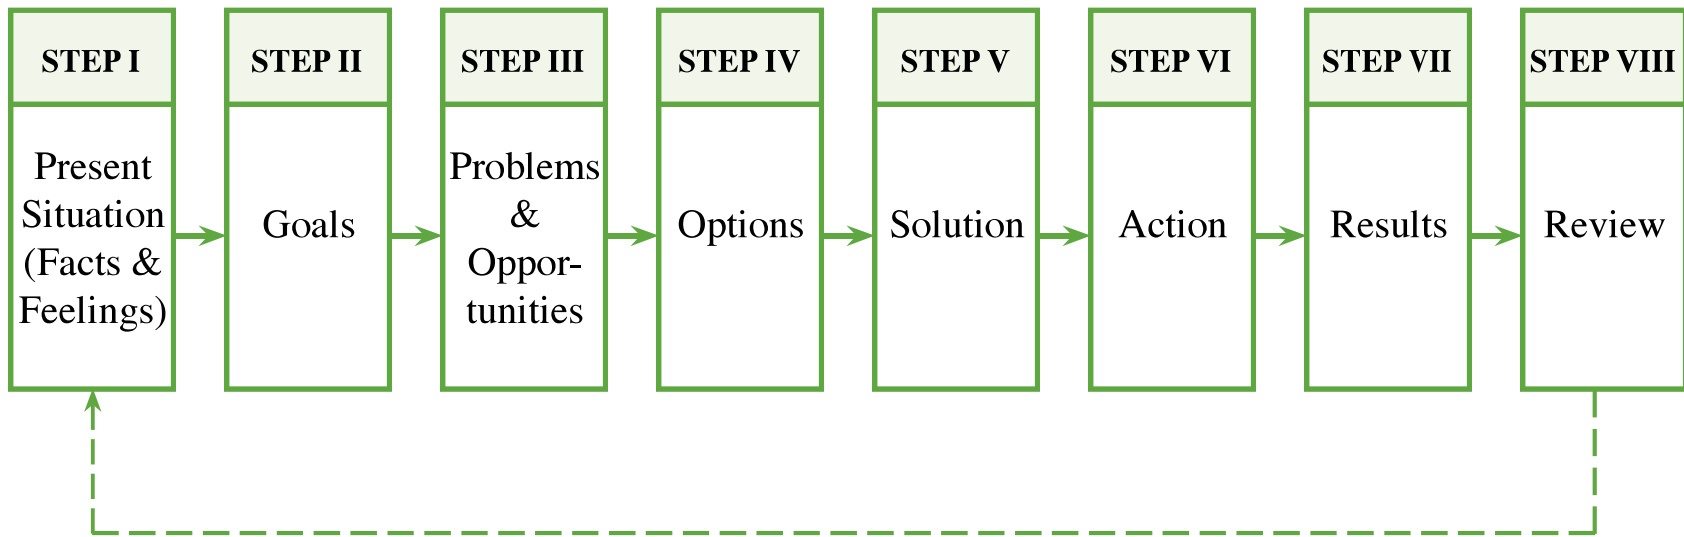 STEP I
Present
Situation
(Facts &
Feelings)
STEP II
Goals
STEP III
Problems
&
Oppor-
tunities
STEP IV
Options
STEP V
Solution
STEP VI
Action
STEP VII
Results
STEP VIII
Review